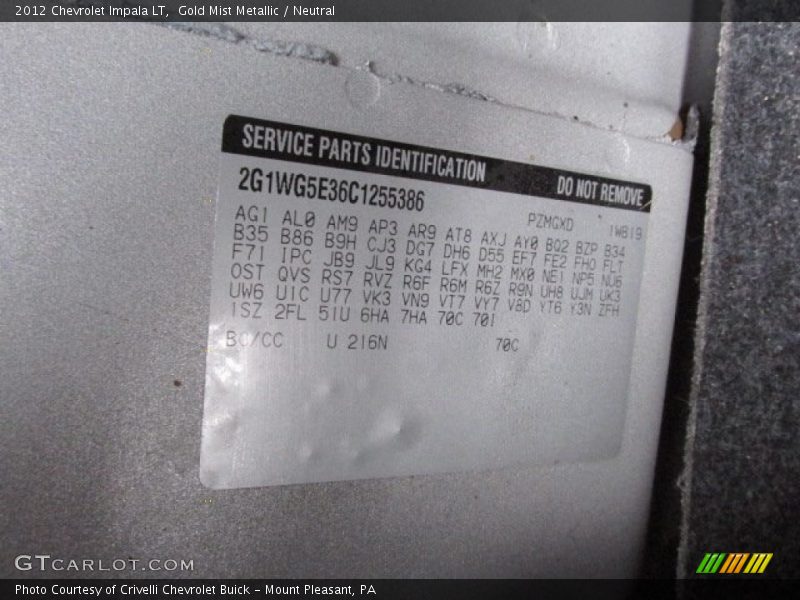 2012 Chevrolet Impala LT, Gold Mist Metallic / Neutral
SERVICE PARTS IDENTIFICATION DO NOT REMOVE
2G1WG5E36C1255386 PZMGXD 1WB19
AG1 AL0 AM9 AP3 AR9 AT8 AXJ AY0 BQ2 BZP B34
B35 B86 B9H CJ3 DG7 DH6 D55 EF7 FE2 FHO FLT
F71 IPC JB9 JL9 KG4 LFX MH2 MX0 NE1 NP5 NU6
OST QVS RS7 RVZ R6F R6M R6Z R9N UH8 UJM UK3
UW6 U1C U77 VK3 VN9 VT7 VY7 V8D YT6 Y3N ZFH
1SZ 2FL 51U 6HA 7HA 70C 70I
BC/CC U 216N 70C
GTCARLOT.COM
Photo Courtesy of Crivelli Chevrolet Buick - Mount Pleasant, PA